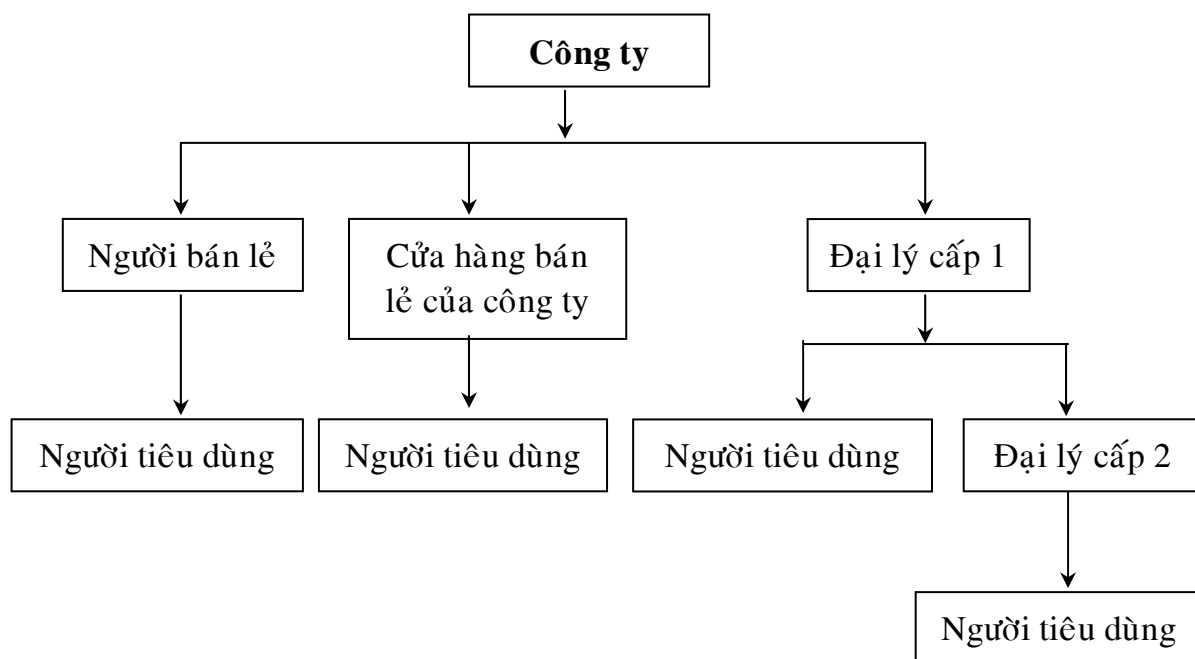 Công ty
Người bán lẻ
Cửa hàng bán
lẻ của công ty
Đại lý cấp 1
Người tiêu dùng
Người tiêu dùng
Người tiêu dùng
Đại lý cấp 2
Người tiêu dùng